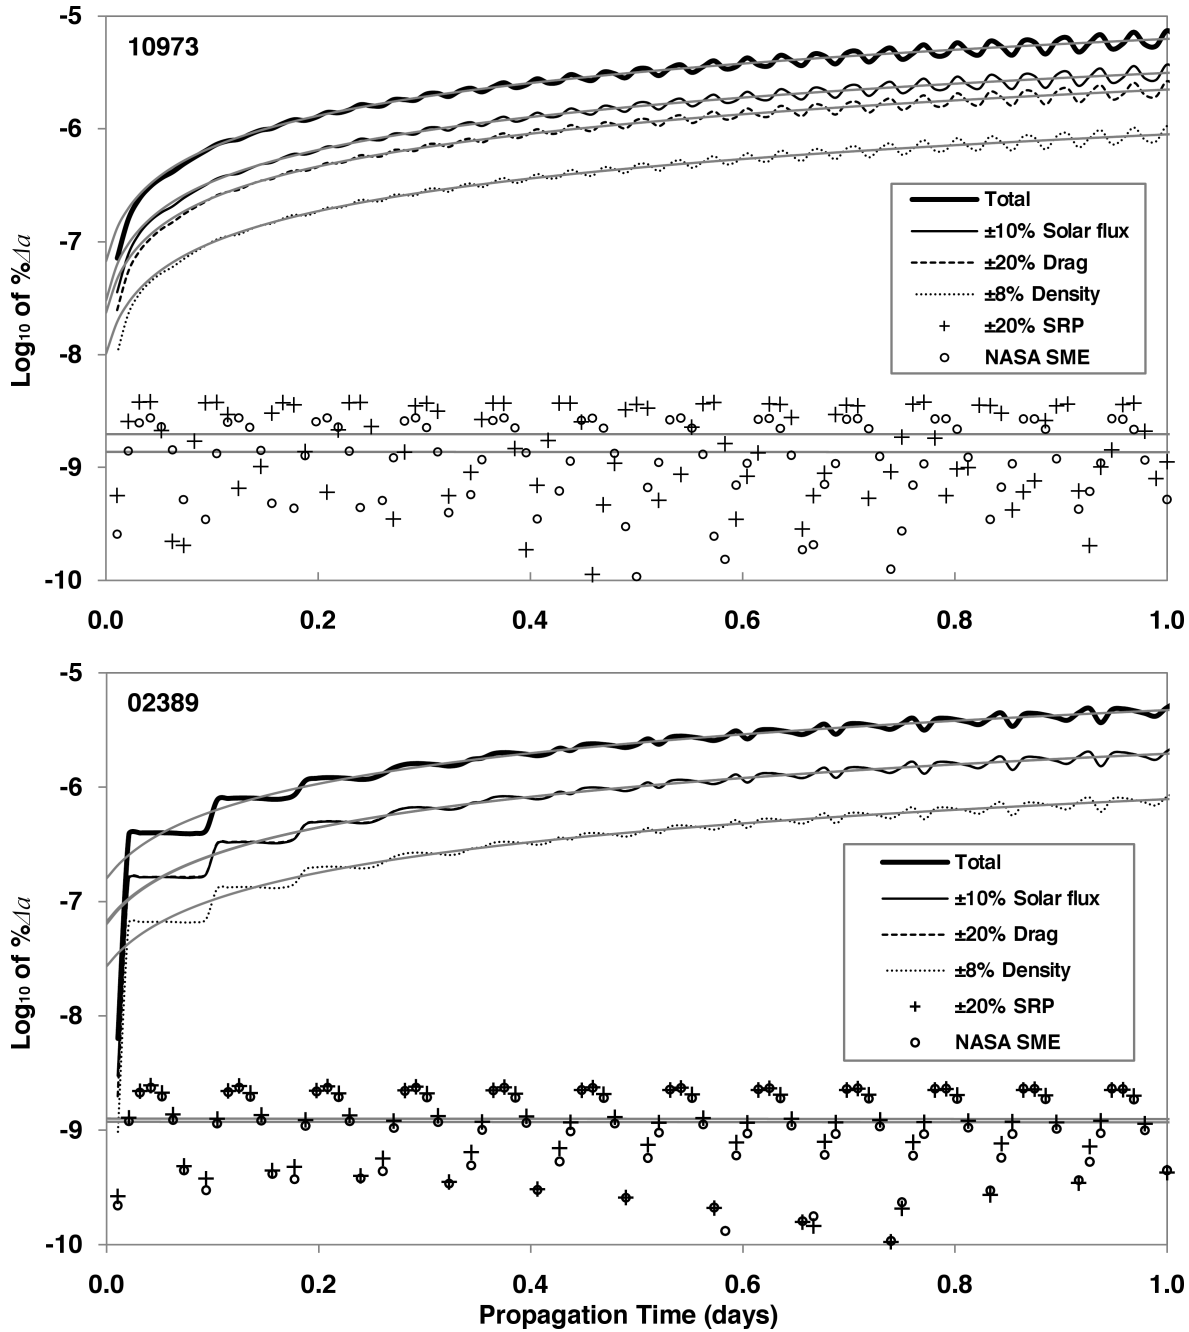 -5
10973
-6
-7
-8
-9
-10
Log₁₀ of %Δa
Total
±10% Solar flux
±20% Drag
±8% Density
±20% SRP
NASA SME
0.0 0.2 0.4 0.6 0.8 1.0
-5
02389
-6
-7
-8
-9
-10
Log₁₀ of %Δa
Total
±10% Solar flux
±20% Drag
±8% Density
±20% SRP
NASA SME
0.0 0.2 0.4 0.6 0.8 1.0
Propagation Time (days)